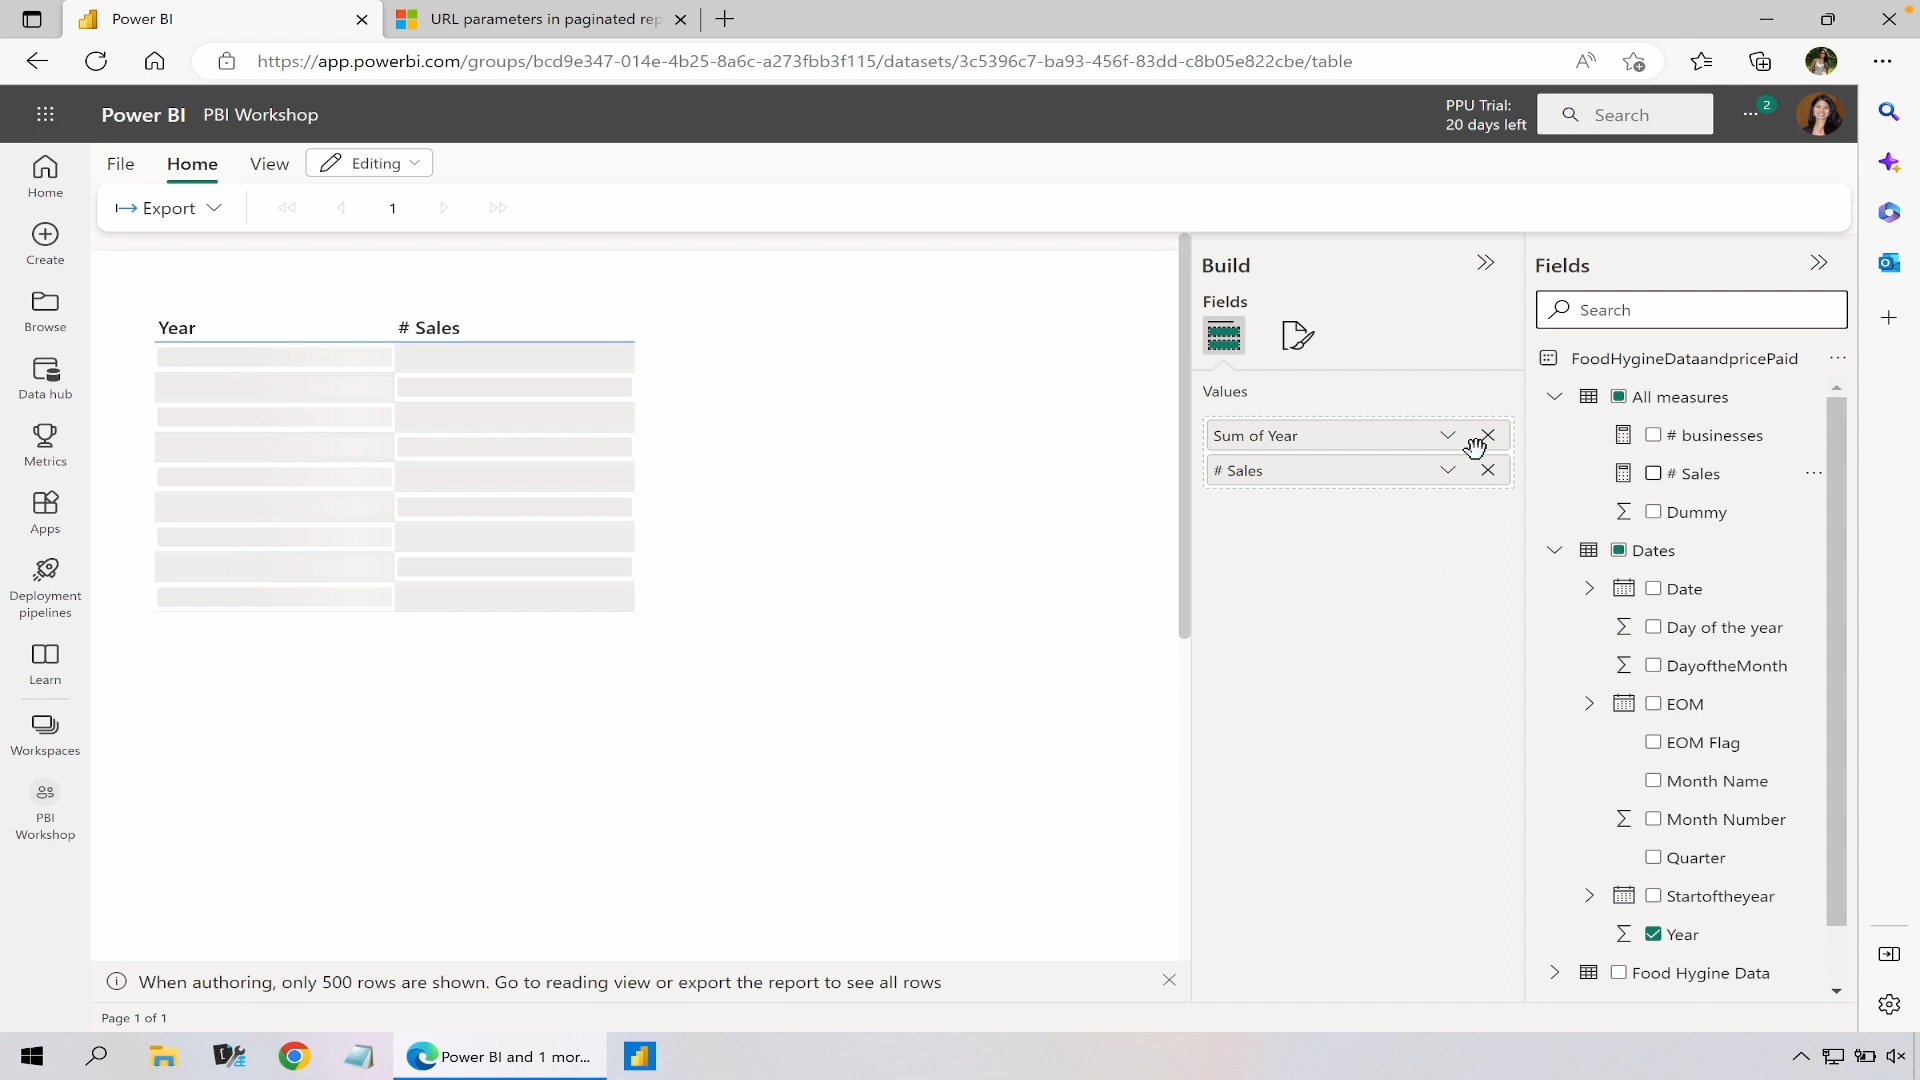 Power BI
URL parameters in paginated rep
https://app.powerbi.com/groups/bcd9e347-014e-4b25-8a6c-a273fbb3f115/datasets/3c5396c7-ba93-456f-83dd-c8b05e822cbe/table
Power BI PBI Workshop
PPU Trial:
20 days left
Search
2
File Home View Editing
Export 1
Home
Create
Browse
Data hub
Metrics
Apps
Deployment
pipelines
Learn
Workspaces
PBI
Workshop
Year # Sales
Build
Fields
Values
Sum of Year
# Sales
Fields
Search
FoodHygineDataandpricePaid
All measures
# businesses
# Sales
Dummy
Dates
Date
Day of the year
DayoftheMonth
EOM
EOM Flag
Month Name
Month Number
Quarter
Startoftheyear
Year
Food Hygine Data
When authoring, only 500 rows are shown. Go to reading view or export the report to see all rows
Page 1 of 1
Power BI and 1 mor...